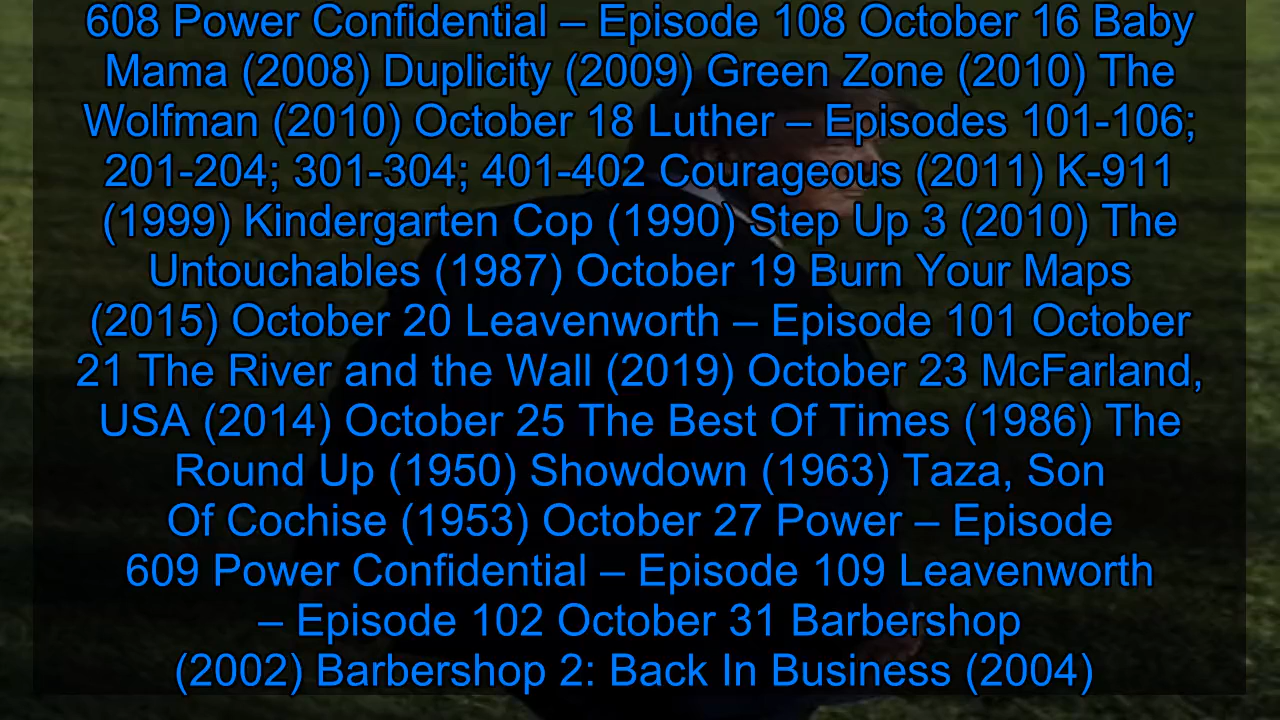 608 Power Confidential – Episode 108 October 16 Baby
Mama (2008) Duplicity (2009) Green Zone (2010) The
Wolfman (2010) October 18 Luther – Episodes 101-106;
201-204; 301-304; 401-402 Courageous (2011) K-911
(1999) Kindergarten Cop (1990) Step Up 3 (2010) The
Untouchables (1987) October 19 Burn Your Maps
(2015) October 20 Leavenworth – Episode 101 October
21 The River and the Wall (2019) October 23 McFarland,
USA (2014) October 25 The Best Of Times (1986) The
Round Up (1950) Showdown (1963) Taza, Son
Of Cochise (1953) October 27 Power – Episode
609 Power Confidential – Episode 109 Leavenworth
– Episode 102 October 31 Barbershop
(2002) Barbershop 2: Back In Business (2004)